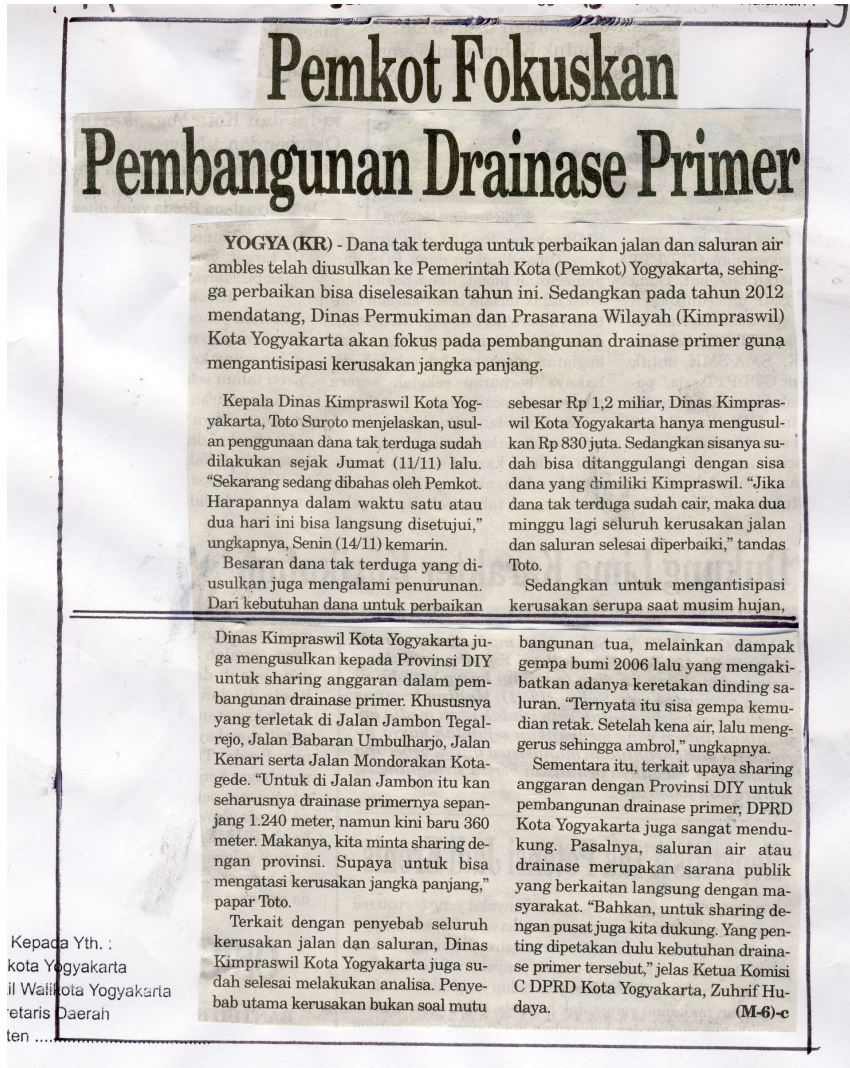 Pemkot Fokuskan
Pembangunan Drainase Primer
YOGYA (KR) - Dana tak terduga untuk perbaikan jalan dan saluran air
ambles telah diusulkan ke Pemerintah Kota (Pemkot) Yogyakarta, sehing-
ga perbaikan bisa diselesaikan tahun ini. Sedangkan pada tahun 2012
mendatang, Dinas Permukiman dan Prasarana Wilayah (Kimpraswil)
Kota Yogyakarta akan fokus pada pembangunan drainase primer guna
mengantisipasi kerusakan jangka panjang.
Kepala Dinas Kimpraswil Kota Yog-
yakarta, Toto Suroto menjelaskan, usul-
an penggunaan dana tak terduga sudah
dilakukan sejak Jumat (11/11) lalu.
“Sekarang sedang dibahas oleh Pemkot.
Harapannya dalam waktu satu atau
dua hari ini bisa langsung disetujui,”
ungkapnya, Senin (14/11) kemarin.
Besaran dana tak terduga yang di-
usulkan juga mengalami penurunan.
Dari kebutuhan dana untuk perbaikan
sebesar Rp 1,2 miliar, Dinas Kimpras-
wil Kota Yogyakarta hanya mengusul-
kan Rp 830 juta. Sedangkan sisanya su-
dah bisa ditanggulangi dengan sisa
dana yang dimiliki Kimpraswil. “Jika
dana tak terduga sudah cair, maka dua
minggu lagi seluruh kerusakan jalan
dan saluran selesai diperbaiki,” tandas
Toto.
Sedangkan untuk mengantisipasi
kerusakan serupa saat musim hujan,
Dinas Kimpraswil Kota Yogyakarta ju-
ga mengusulkan kepada Provinsi DIY
untuk sharing anggaran dalam pem-
bangunan drainase primer. Khususnya
yang terletak di Jalan Jambon Tegal-
rejo, Jalan Babaran Umbulharjo, Jalan
Kenari serta Jalan Mondorakan Kota-
gede. “Untuk di Jalan Jambon itu kan
seharusnya drainase primernya sepan-
jang 1.240 meter, namun kini baru 360
meter. Makanya, kita minta sharing de-
ngan provinsi. Supaya untuk bisa
mengatasi kerusakan jangka panjang,”
papar Toto.
Terkait dengan penyebab seluruh
kerusakan jalan dan saluran, Dinas
Kimpraswil Kota Yogyakarta juga su-
dah selesai melakukan analisa. Penye-
bab utama kerusakan bukan soal mutu
bangunan tua, melainkan dampak
gempa bumi 2006 lalu yang mengaki-
batkan adanya keretakan dinding sa-
luran. “Ternyata itu sisa gempa kemu-
dian retak. Setelah kena air, lalu meng-
gerus sehingga ambrol,” ungkapnya.
Sementara itu, terkait upaya sharing
anggaran dengan Provinsi DIY untuk
pembangunan drainase primer, DPRD
Kota Yogyakarta juga sangat mendu-
kung. Pasalnya, saluran air atau
drainase merupakan sarana publik
yang berkaitan langsung dengan ma-
syarakat. “Bahkan, untuk sharing de-
ngan pusat juga kita dukung. Yang pen-
ting dipetakan dulu kebutuhan draina-
se primer tersebut,” jelas Ketua Komisi
C DPRD Kota Yogyakarta, Zuhrif Hu-
daya. (M-6)-c
Kepada Yth. :
kota Yogyakarta
il Walikota Yogyakarta
retaris Daerah
ten ........................................